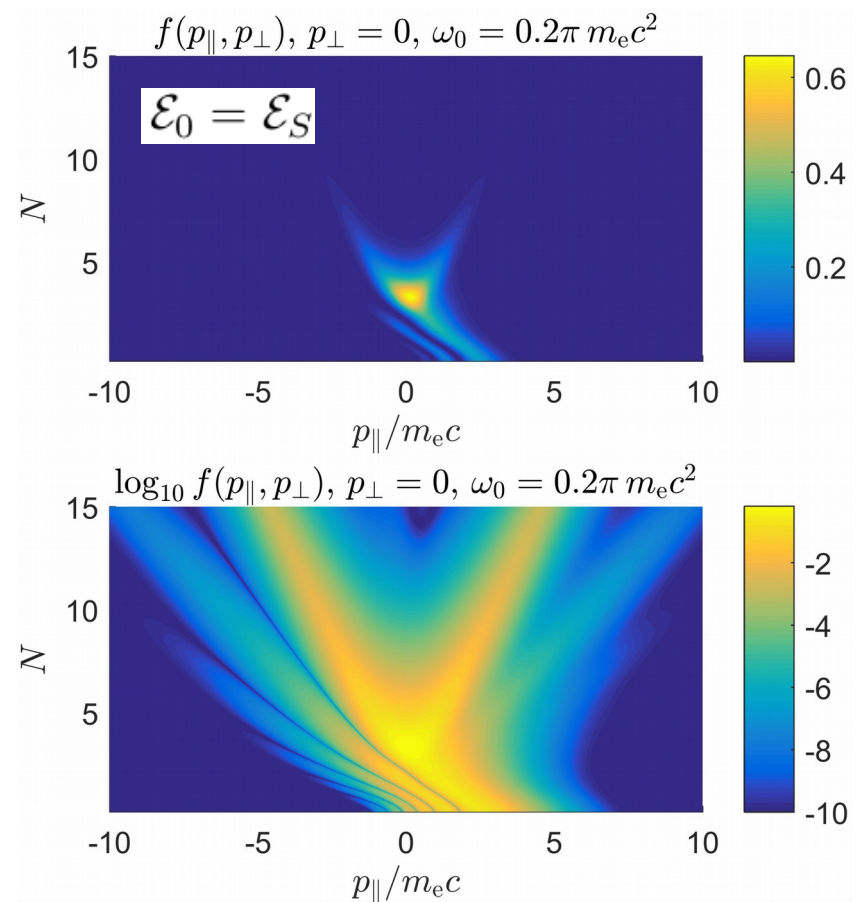 f(p∥, p⊥), p⊥ = 0, ω₀ = 0.2π mₑc²
15
ℰ₀ = ℰ_S
0.6
10
0.4
N
5
0.2
-10 -5 0 5 10
p∥/mₑc
log₁₀ f(p∥, p⊥), p⊥ = 0, ω₀ = 0.2π mₑc²
15
-2
10
-4
N
-6
5
-8
-10
-10 -5 0 5 10
p∥/mₑc